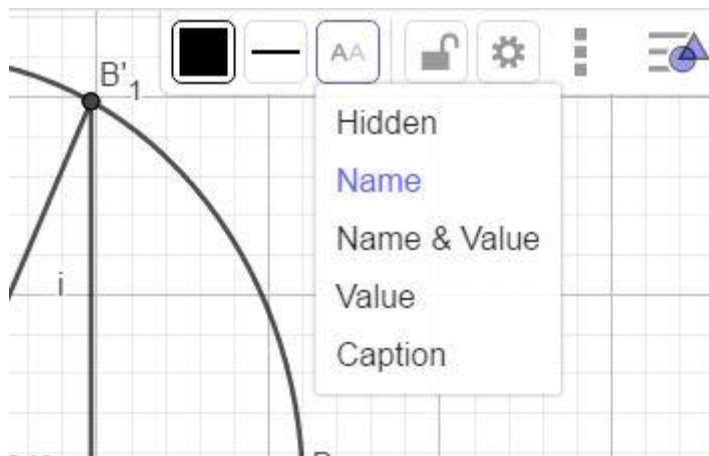 B'1
AA
Hidden
Name
Name & Value
i
Value
Caption